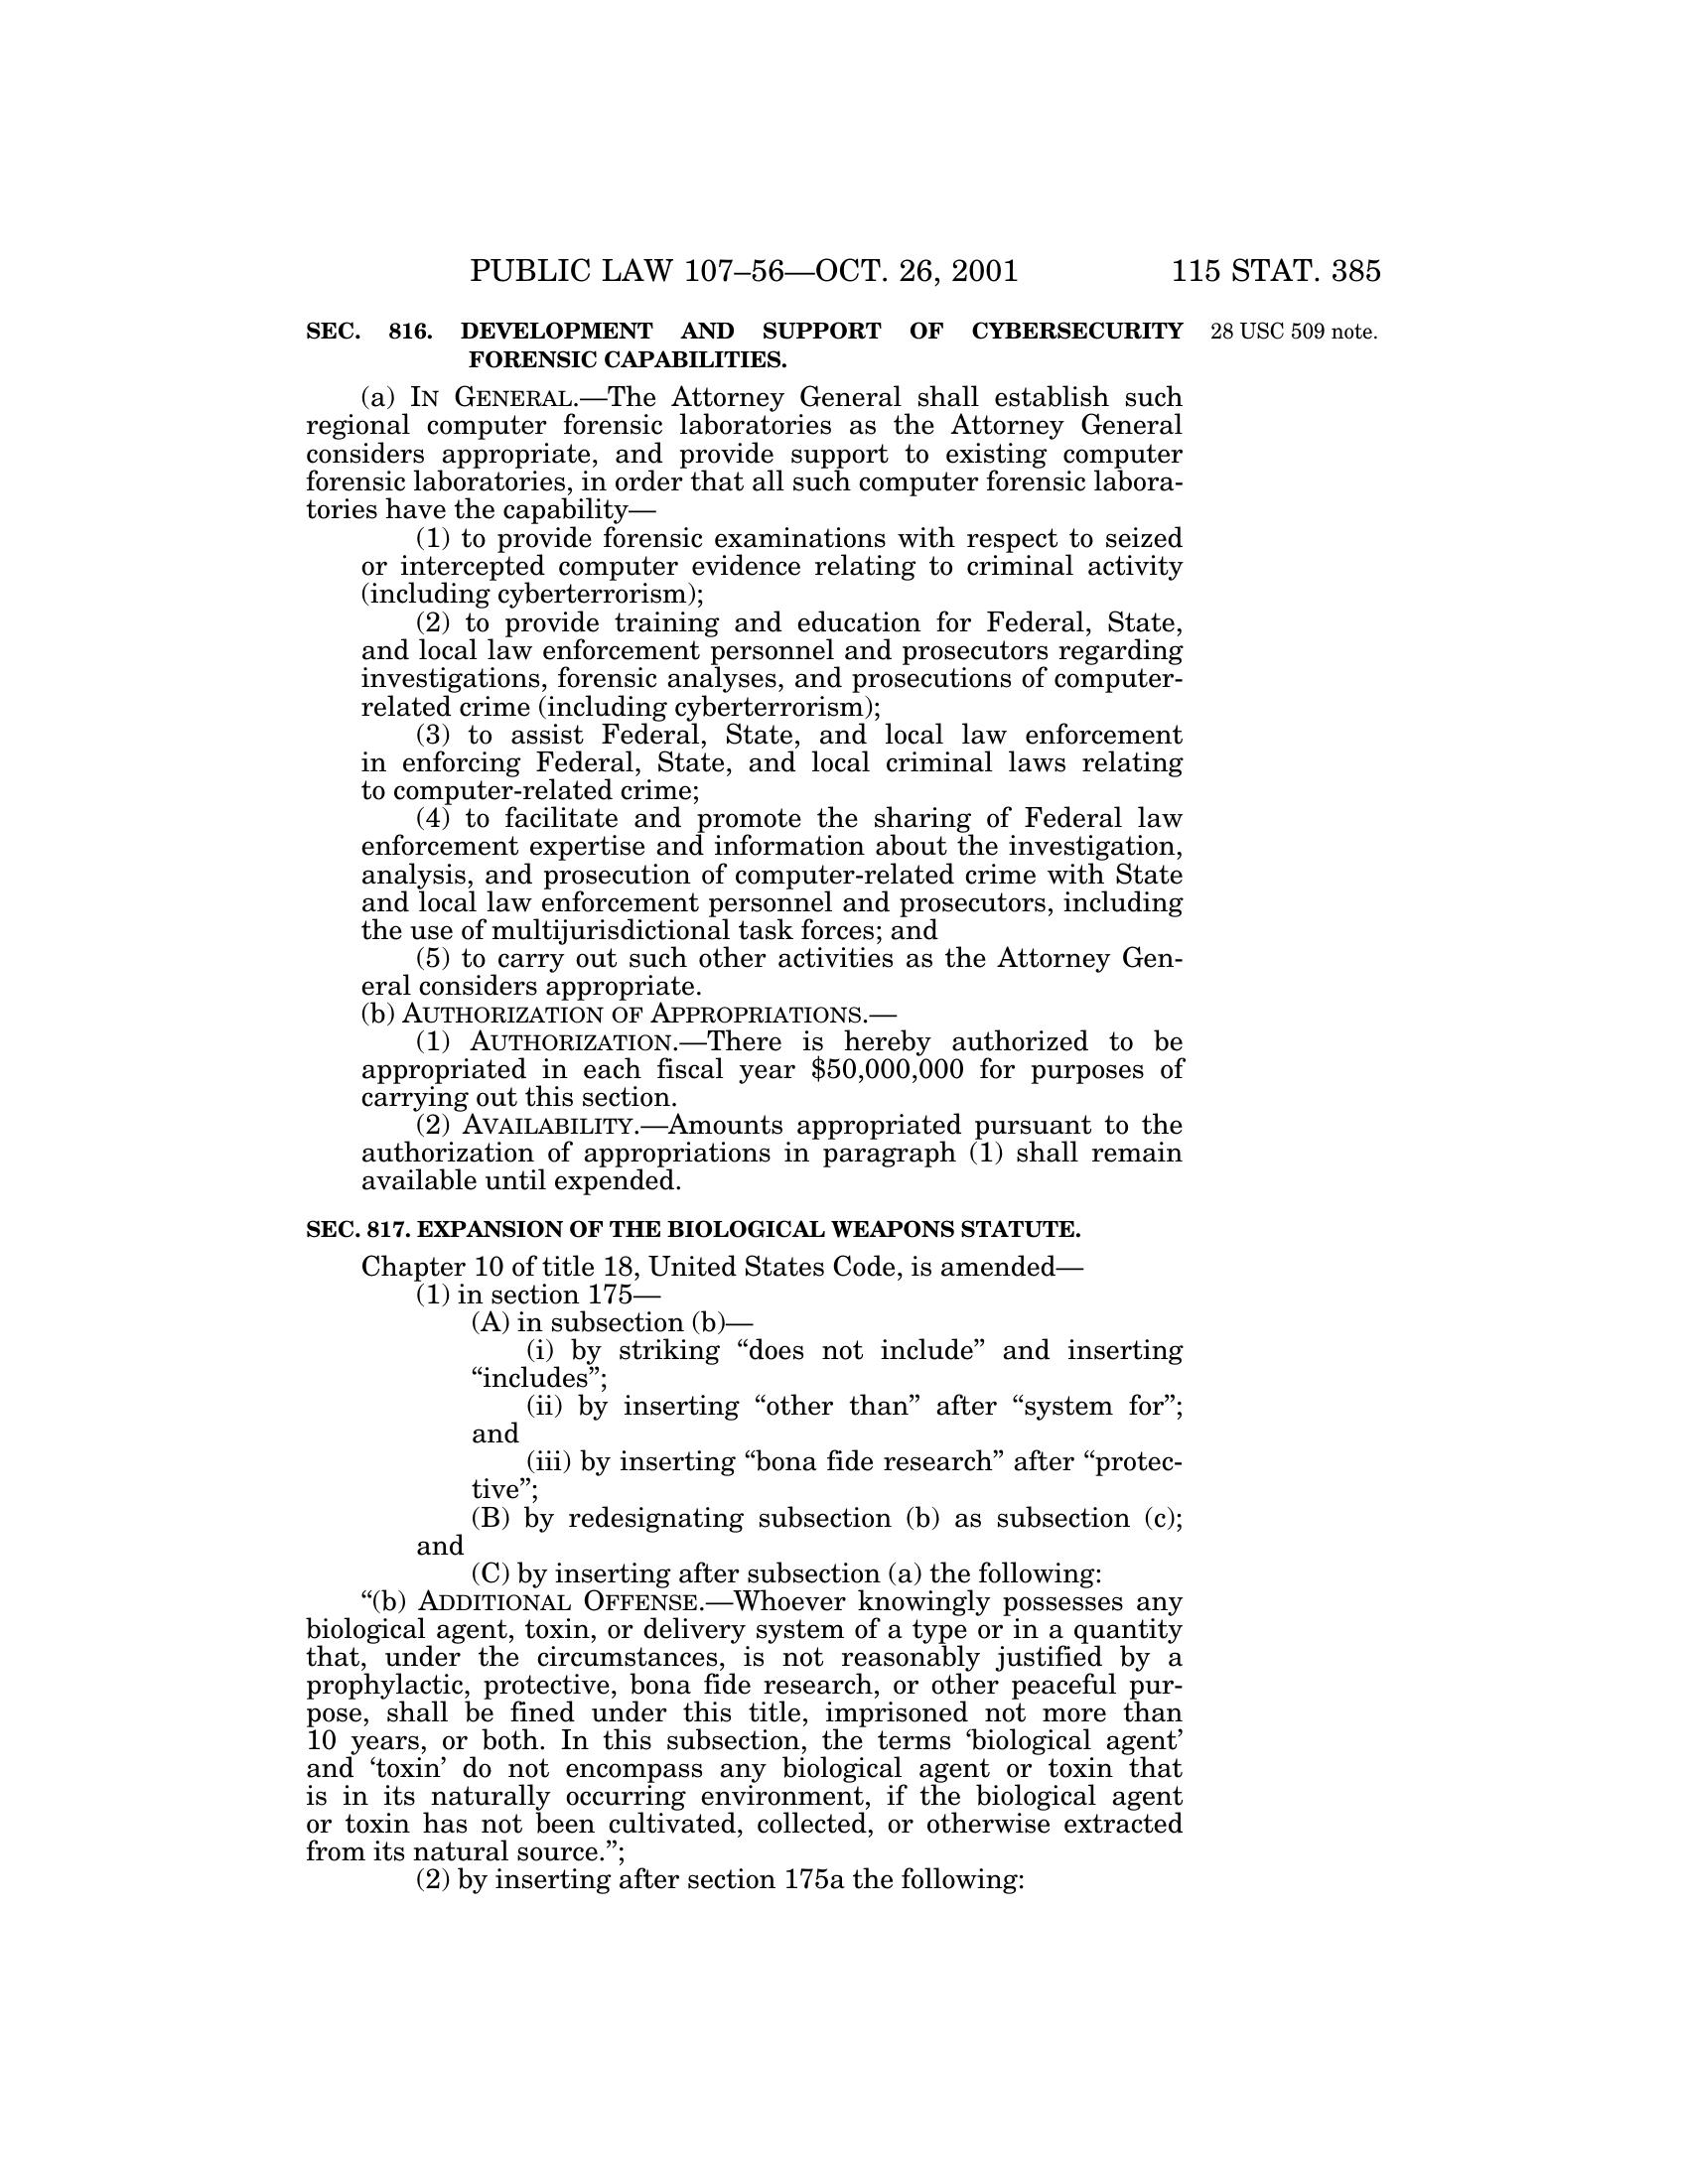 PUBLIC LAW 107–56—OCT. 26, 2001 115 STAT. 385
SEC. 816. DEVELOPMENT AND SUPPORT OF CYBERSECURITY 28 USC 509 note.
FORENSIC CAPABILITIES.
(a) IN GENERAL.—The Attorney General shall establish such
regional computer forensic laboratories as the Attorney General
considers appropriate, and provide support to existing computer
forensic laboratories, in order that all such computer forensic labora-
tories have the capability—
(1) to provide forensic examinations with respect to seized
or intercepted computer evidence relating to criminal activity
(including cyberterrorism);
(2) to provide training and education for Federal, State,
and local law enforcement personnel and prosecutors regarding
investigations, forensic analyses, and prosecutions of computer-
related crime (including cyberterrorism);
(3) to assist Federal, State, and local law enforcement
in enforcing Federal, State, and local criminal laws relating
to computer-related crime;
(4) to facilitate and promote the sharing of Federal law
enforcement expertise and information about the investigation,
analysis, and prosecution of computer-related crime with State
and local law enforcement personnel and prosecutors, including
the use of multijurisdictional task forces; and
(5) to carry out such other activities as the Attorney Gen-
eral considers appropriate.
(b) AUTHORIZATION OF APPROPRIATIONS.—
(1) AUTHORIZATION.—There is hereby authorized to be
appropriated in each fiscal year $50,000,000 for purposes of
carrying out this section.
(2) AVAILABILITY.—Amounts appropriated pursuant to the
authorization of appropriations in paragraph (1) shall remain
available until expended.
SEC. 817. EXPANSION OF THE BIOLOGICAL WEAPONS STATUTE.
Chapter 10 of title 18, United States Code, is amended—
(1) in section 175—
(A) in subsection (b)—
(i) by striking “does not include” and inserting
“includes”;
(ii) by inserting “other than” after “system for”;
and
(iii) by inserting “bona fide research” after “protec-
tive”;
(B) by redesignating subsection (b) as subsection (c);
and
(C) by inserting after subsection (a) the following:
“(b) ADDITIONAL OFFENSE.—Whoever knowingly possesses any
biological agent, toxin, or delivery system of a type or in a quantity
that, under the circumstances, is not reasonably justified by a
prophylactic, protective, bona fide research, or other peaceful pur-
pose, shall be fined under this title, imprisoned not more than
10 years, or both. In this subsection, the terms ‘biological agent’
and ‘toxin’ do not encompass any biological agent or toxin that
is in its naturally occurring environment, if the biological agent
or toxin has not been cultivated, collected, or otherwise extracted
from its natural source.”;
(2) by inserting after section 175a the following: